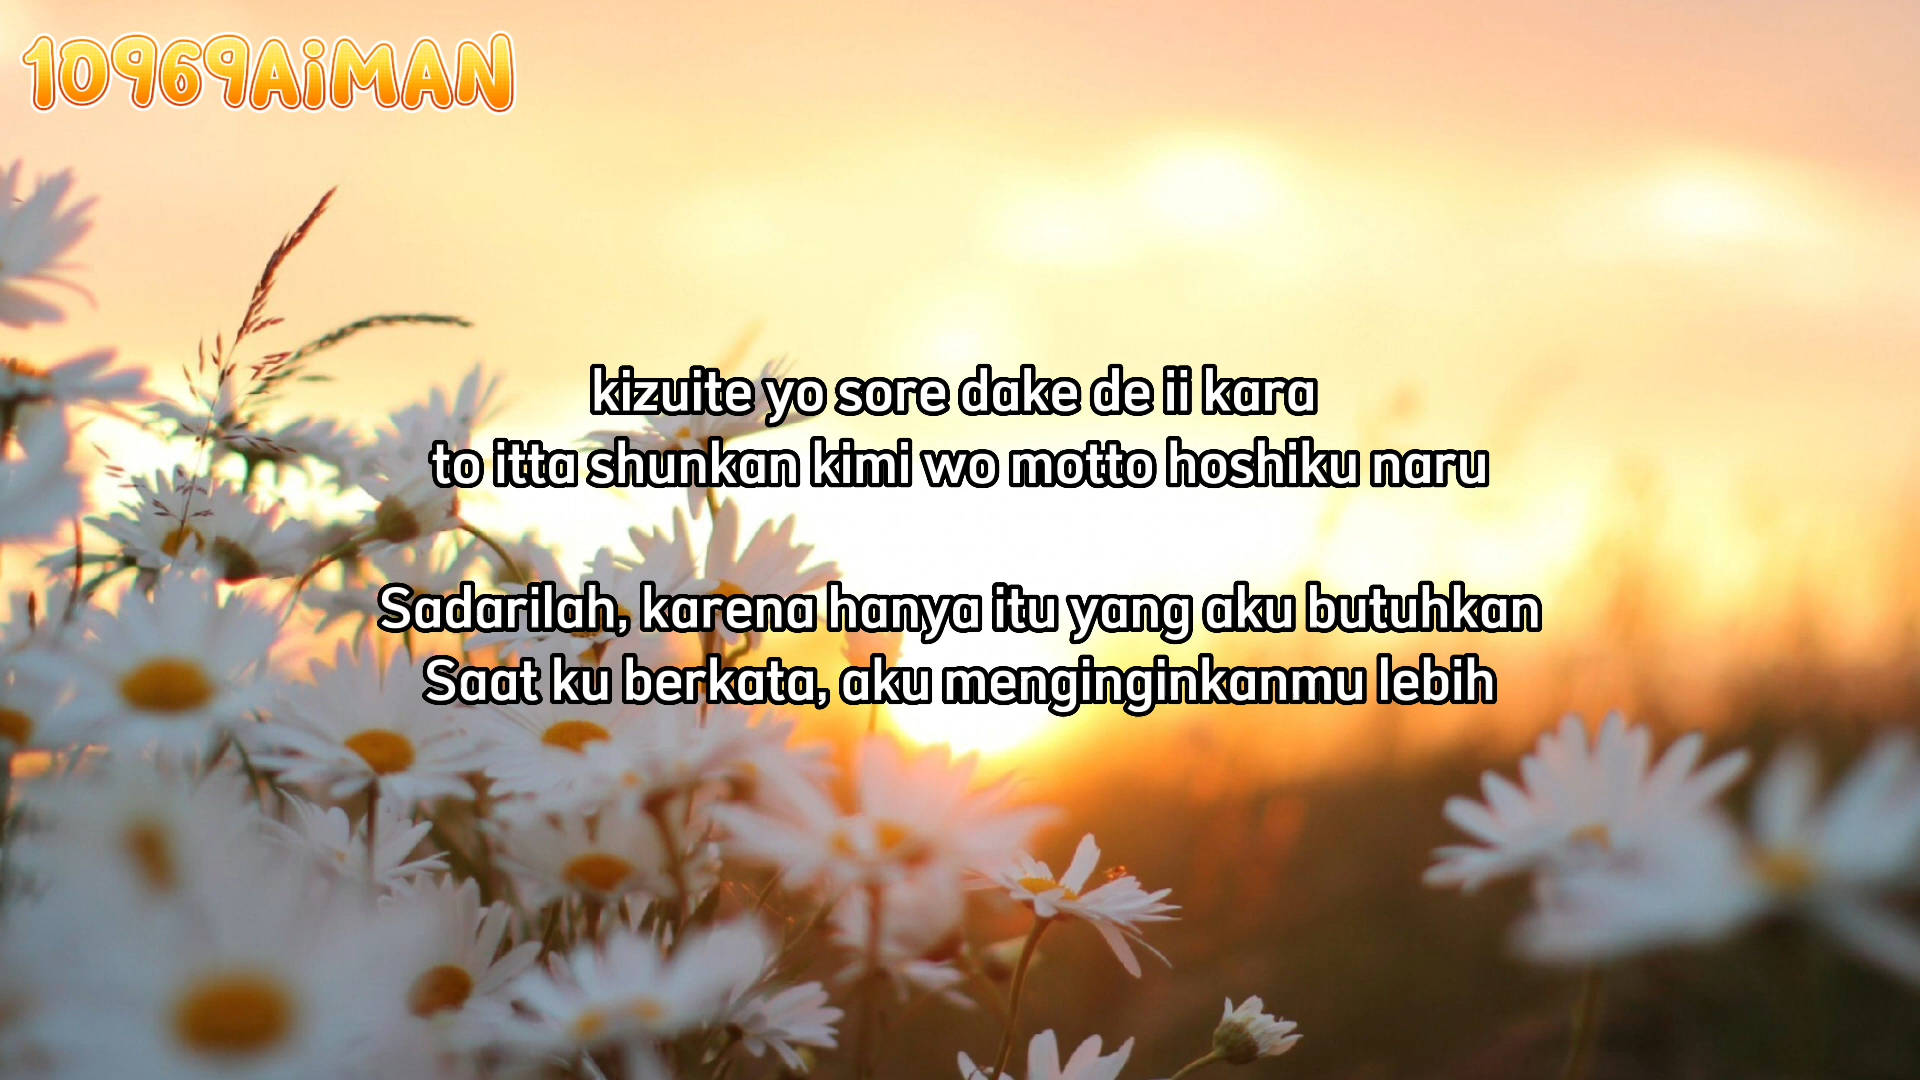 10969AiMAN
kizuite yo sore dake de ii kara
to itta shunkan kimi wo motto hoshiku naru
Sadarilah, karena hanya itu yang aku butuhkan
Saat ku berkata, aku menginginkanmu lebih